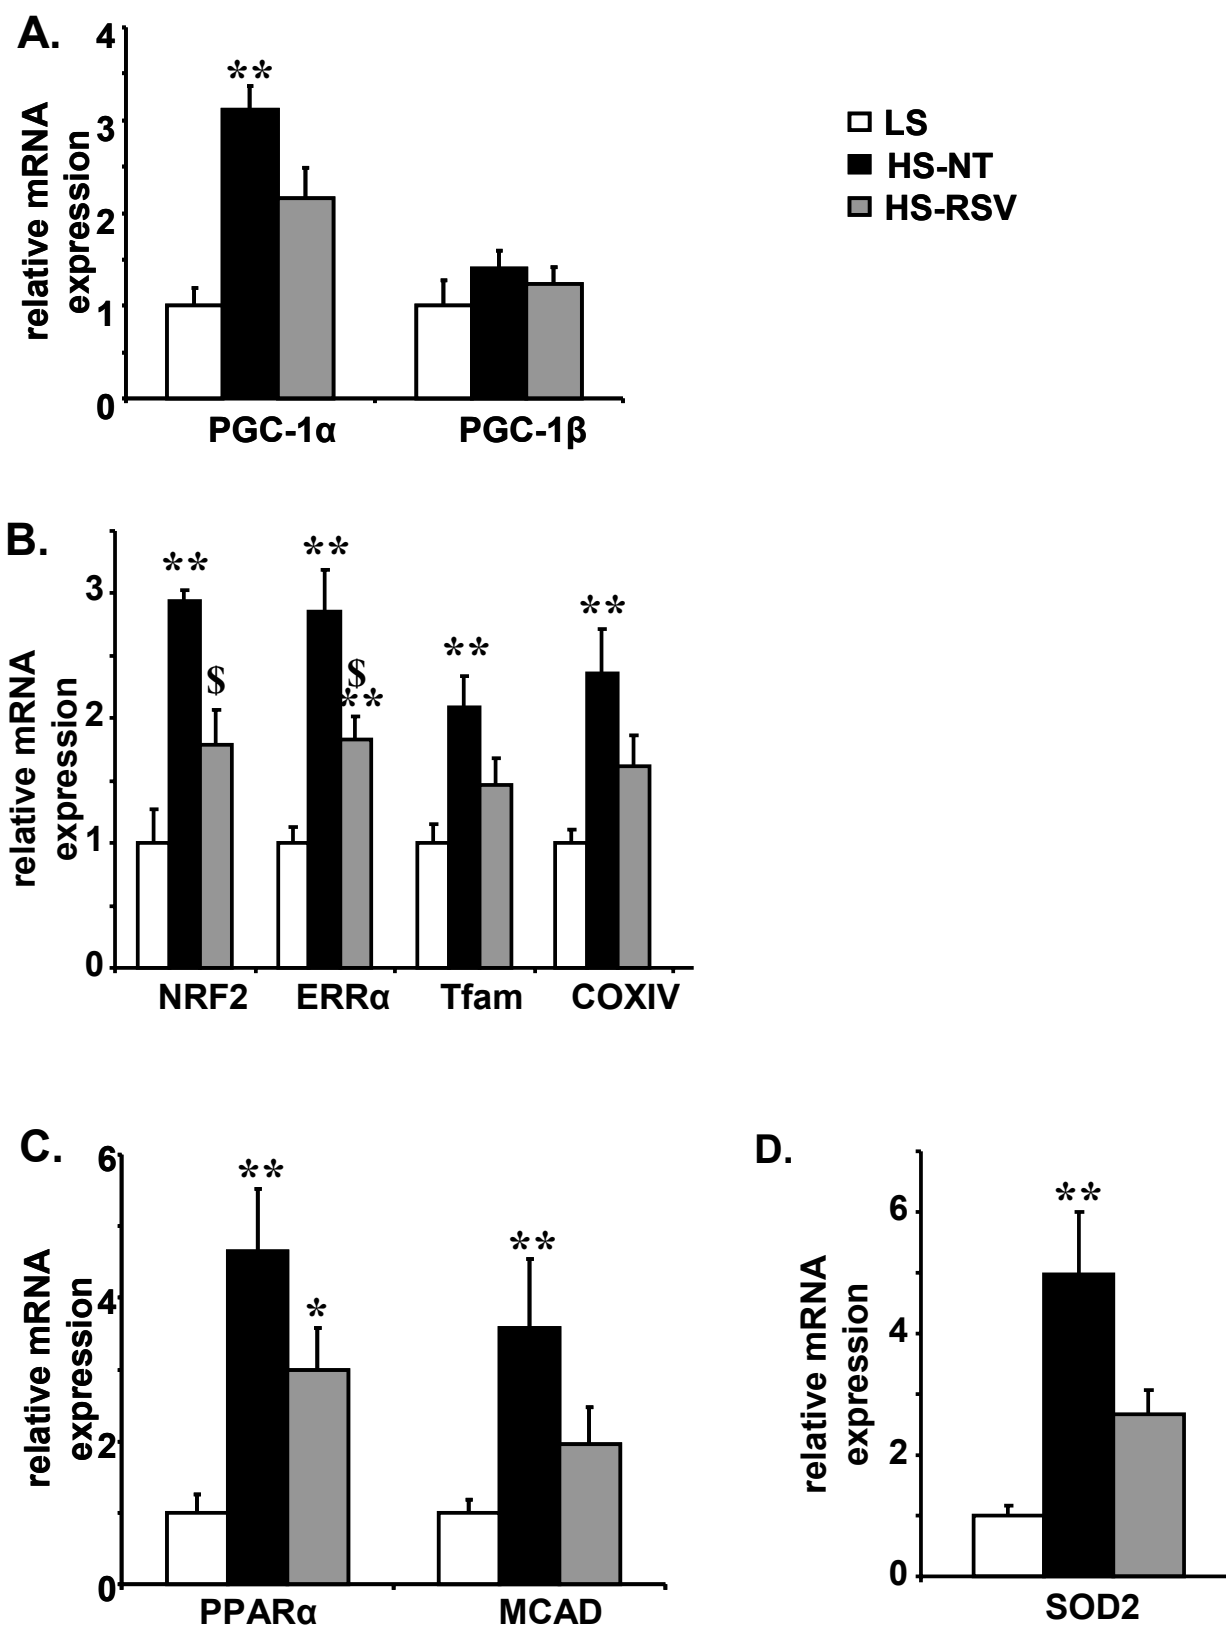 A.
relative mRNA
expression
4
3
2
1
0
**
PGC-1α
PGC-1β
LS
HS-NT
HS-RSV
B.
relative mRNA
expression
3
2
1
0
**
$
**
$
**
**
**
NRF2
ERRα
Tfam
COXIV
C.
relative mRNA
expression
6
4
2
0
**
*
**
PPARα
MCAD
D.
relative mRNA
expression
6
4
2
0
**
SOD2